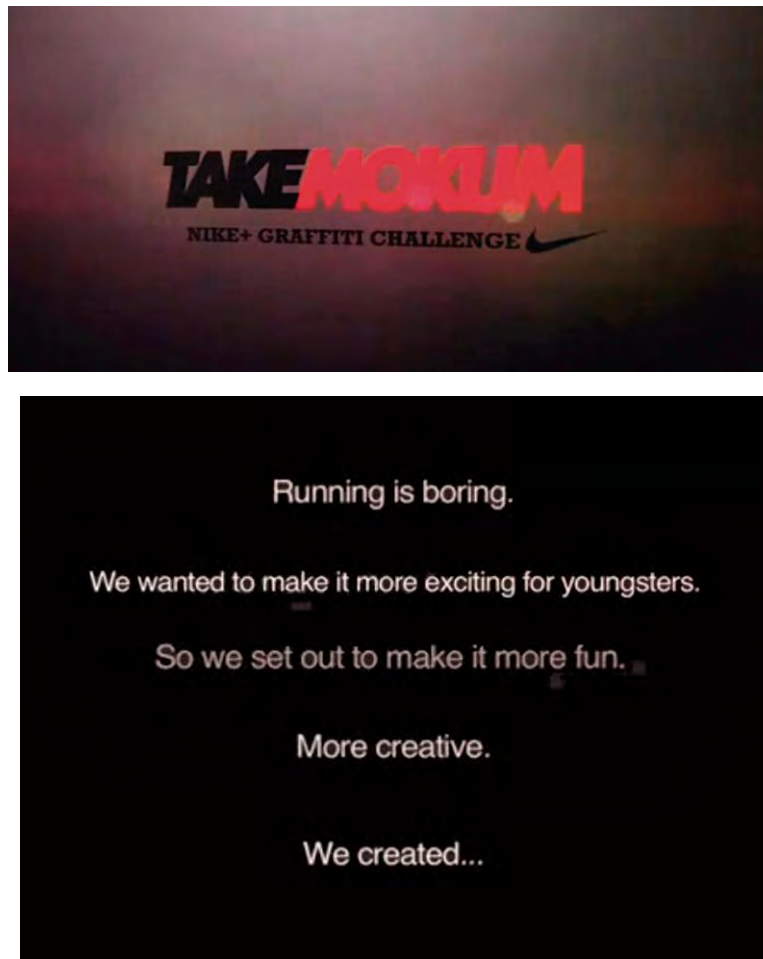 TAKEMOKUM
NIKE+ GRAFFITI CHALLENGE
Running is boring.
We wanted to make it more exciting for youngsters.
So we set out to make it more fun.
More creative.
We created...